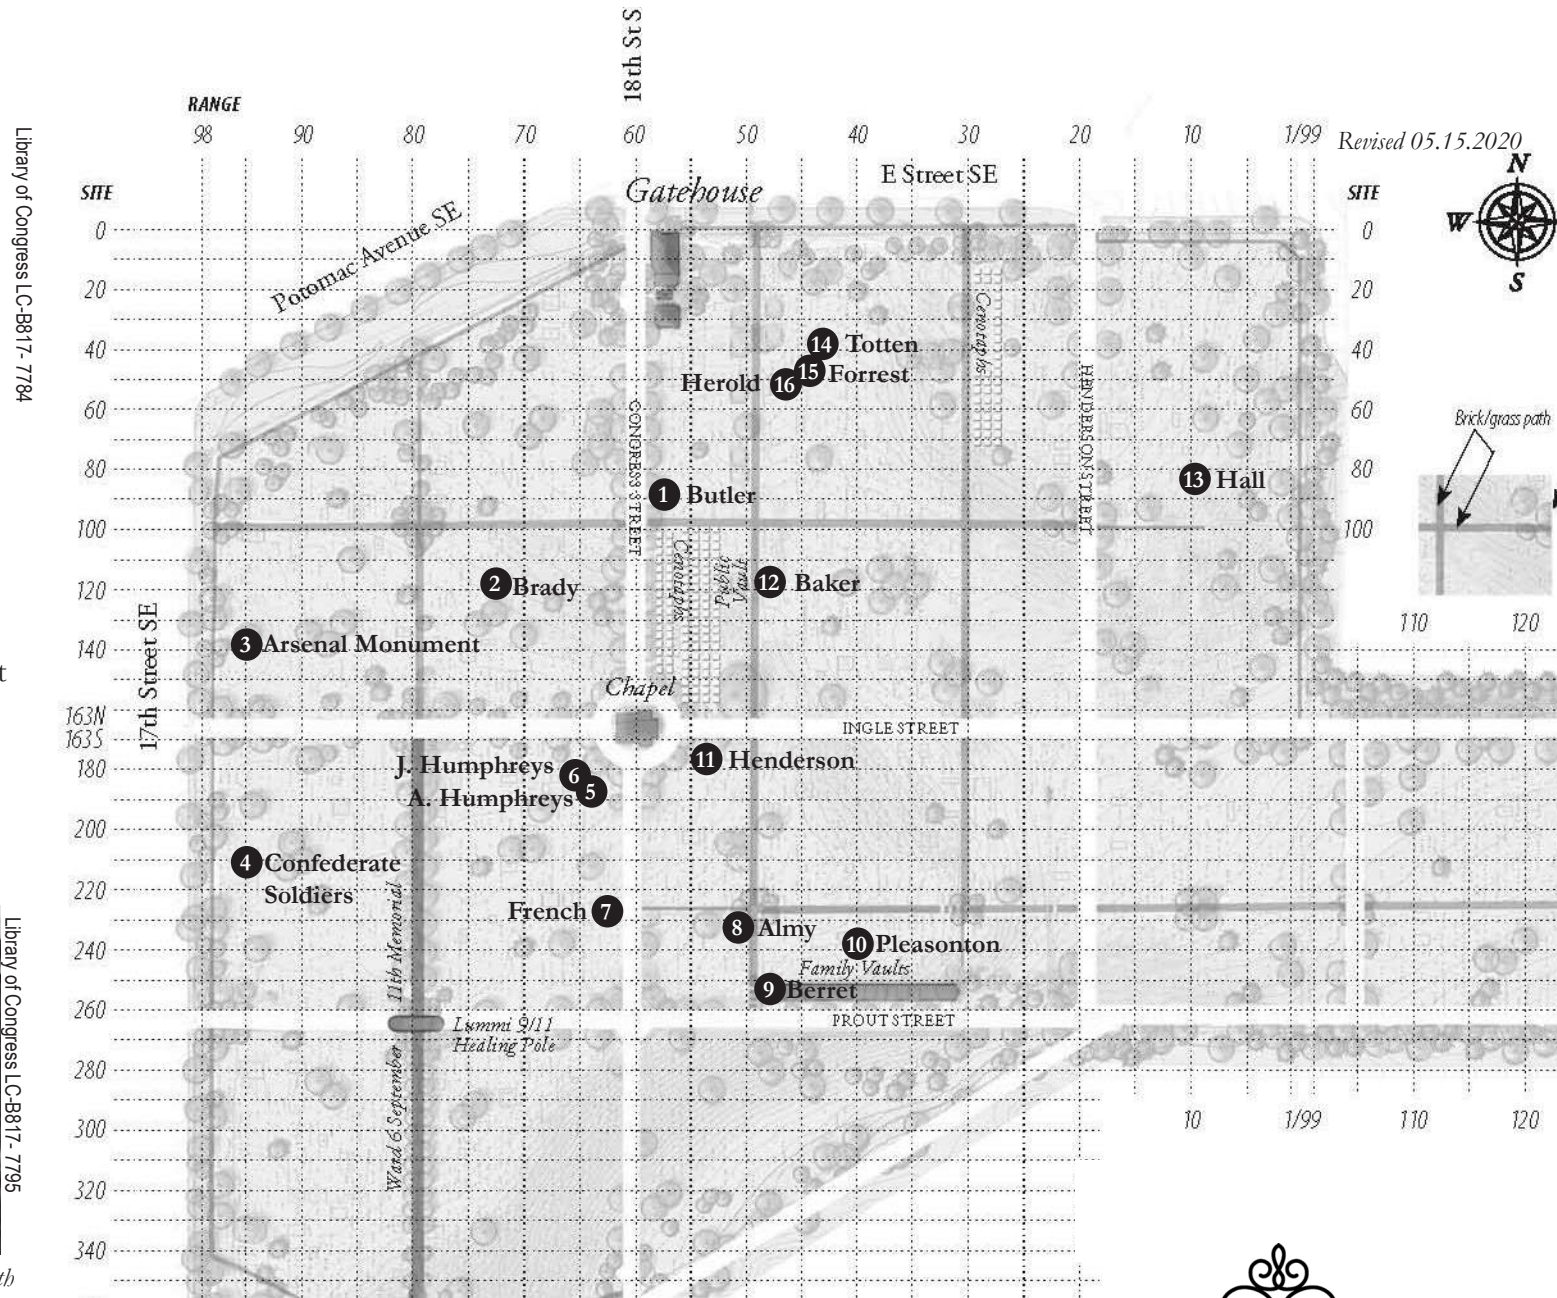 18th St S
RANGE
98 90 80 70 60 50 40 30 20 10 1/99
Revised 05.15.2020
N
W
S
SITE
Gatehouse
E Street SE
SITE
Potomac Avenue SE
0
20
40
60
80
100
120
140
163N
163S
180
200
220
240
260
280
300
320
340
0
20
40
60
80
100
Library of Congress LC-B817- 7784
Cenotaphs
14 Totten
15 Forrest
Herold 16
CONGRESS STREET
HENDERSON STREET
Brick/grass path
13 Hall
1 Butler
Cenotaphs
Public
Vault
2 Brady
12 Baker
110 120
17th Street SE
3 Arsenal Monument
t
Chapel
INGLE STREET
11 Henderson
J. Humphreys 6
A. Humphreys 5
4 Confederate
Soldiers
French 7
8 Almy
10 Pleasonton
Family Vaults
9 Berret
PROUT STREET
Lummi 9/11
Healing Pole
Ward 6 September 11th Memorial
10 1/99 110 120
Library of Congress LC-B817- 7795
th